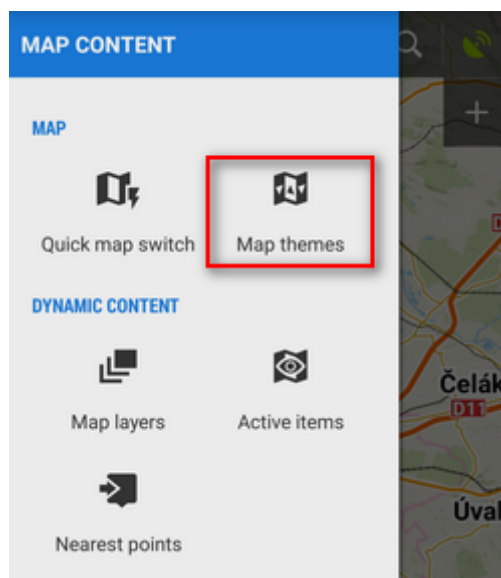 MAP CONTENT
MAP
Quick map switch
Map themes
DYNAMIC CONTENT
Map layers
Active items
Nearest points
Čelák
D11
Úval